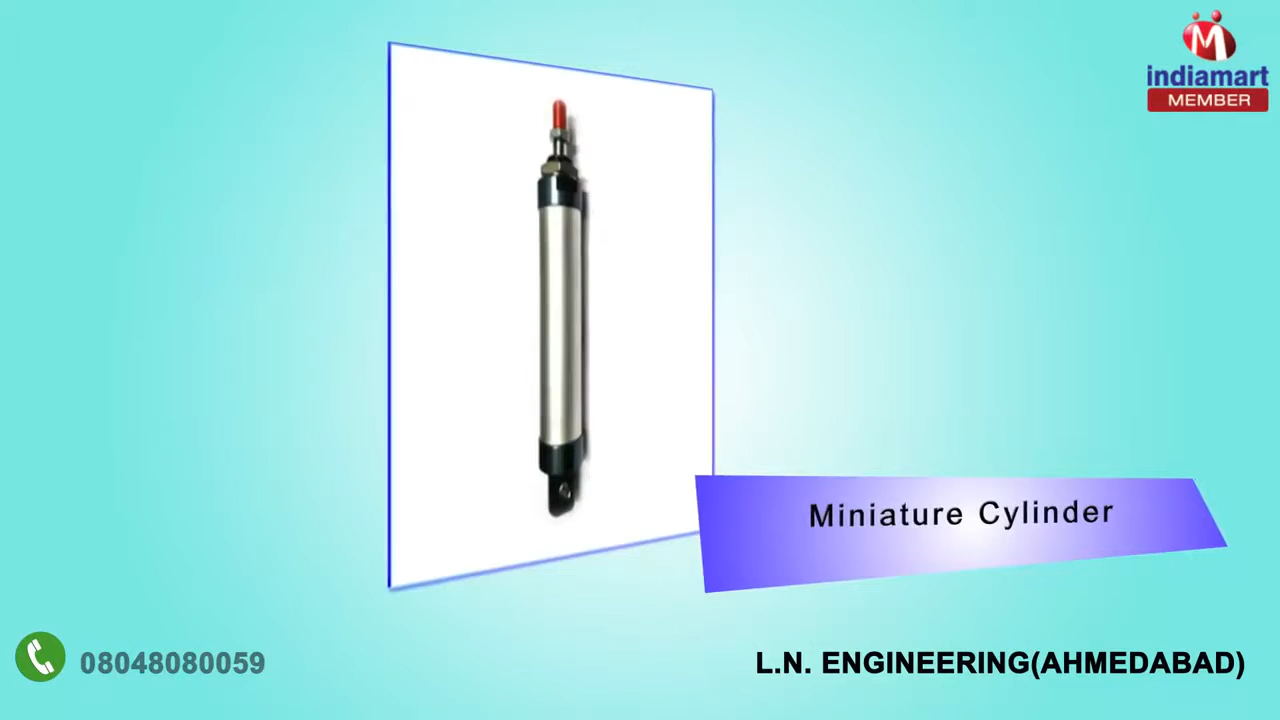 indiamart
MEMBER
Miniature Cylinder
08048080059
L.N. ENGINEERING(AHMEDABAD)